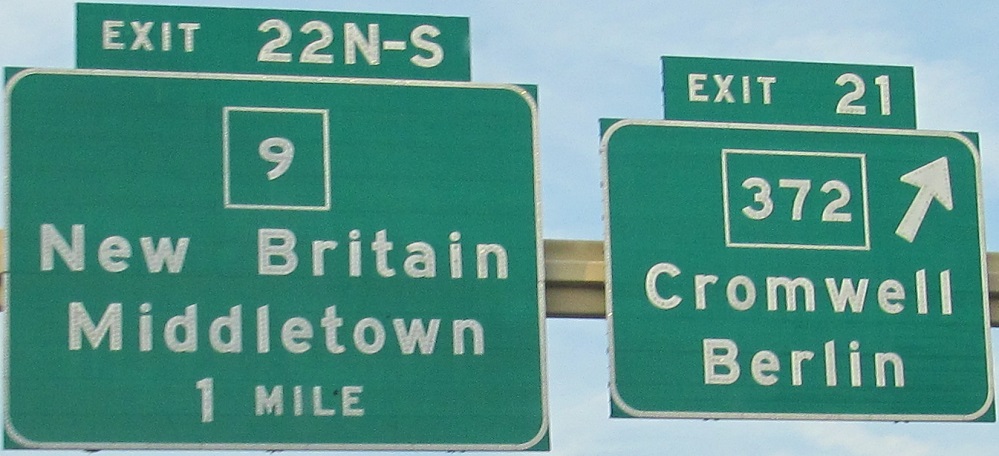 EXIT 22N-S
9
New Britain
Middletown
1 MILE
EXIT 21
372
Cromwell
Berlin